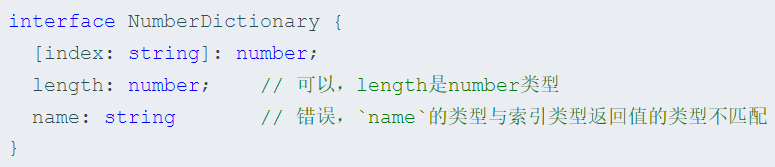 interface NumberDictionary {
  [index: string]: number;
  length: number;    // 可以，length是number类型
  name: string       // 错误，`name`的类型与索引类型返回值的类型不匹配
}